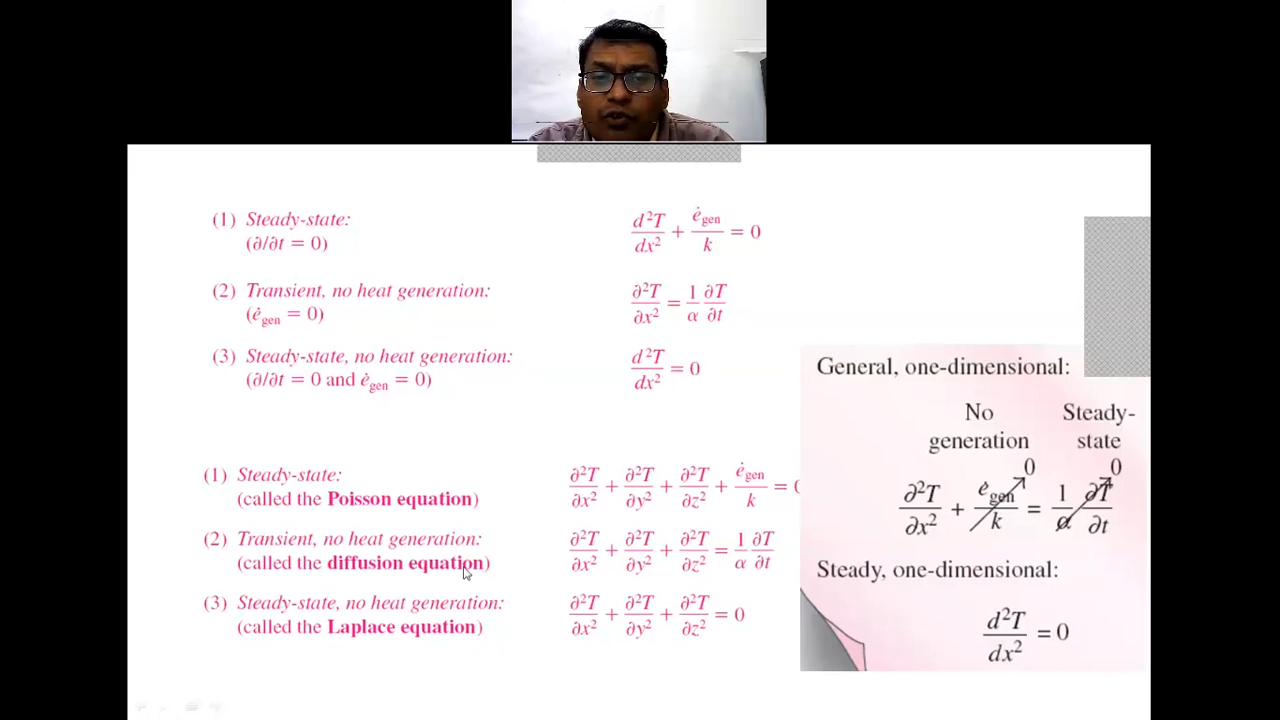 (1) Steady-state:
(∂/∂t = 0)
d²T/dx² + ė_gen/k = 0
(2) Transient, no heat generation:
(ė_gen = 0)
∂²T/∂x² = 1/α ∂T/∂t
(3) Steady-state, no heat generation:
(∂/∂t = 0 and ė_gen = 0)
d²T/dx² = 0
(1) Steady-state:
(called the Poisson equation)
∂²T/∂x² + ∂²T/∂y² + ∂²T/∂z² + ė_gen/k = 0
(2) Transient, no heat generation:
(called the diffusion equation)
∂²T/∂x² + ∂²T/∂y² + ∂²T/∂z² = 1/α ∂T/∂t
(3) Steady-state, no heat generation:
(called the Laplace equation)
∂²T/∂x² + ∂²T/∂y² + ∂²T/∂z² = 0
General, one-dimensional:
No Steady-
generation state
0 0
∂²T/∂x² + ė_gen/k = 1/α ∂T/∂t
Steady, one-dimensional:
d²T/dx² = 0